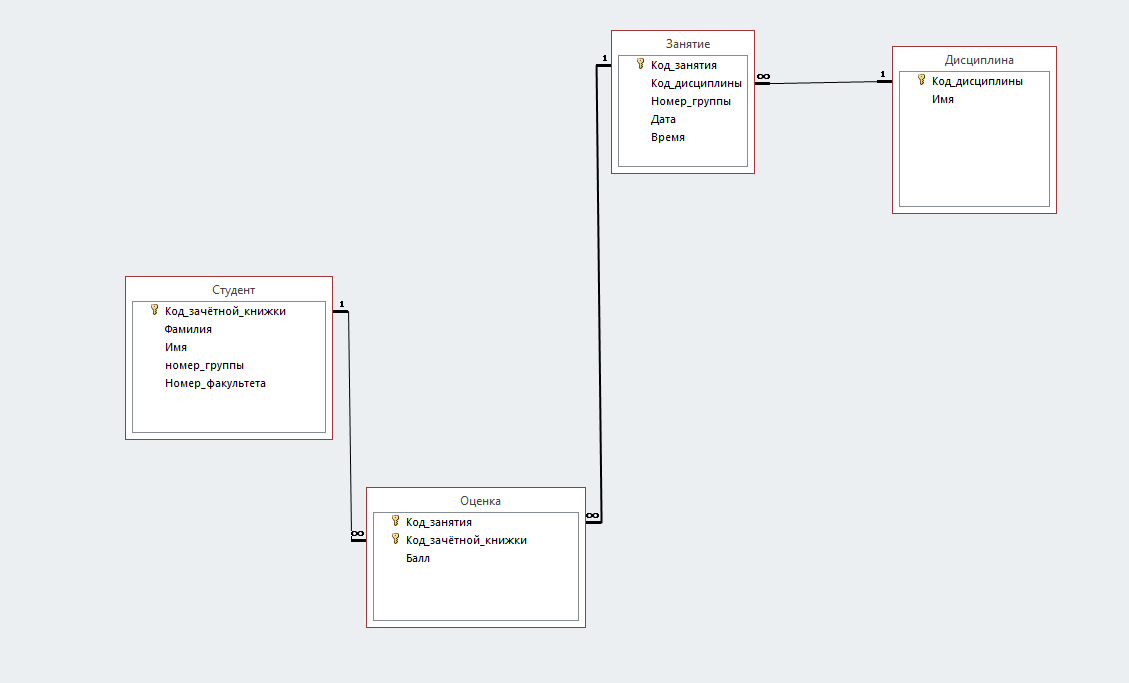 Занятие
1
Код_занятия
Код_дисциплины
Номер_группы
Дата
Время
∞
1
Дисциплина
Код_дисциплины
Имя
Студент
Код_зачётной_книжки
Фамилия
Имя
номер_группы
Номер_факультета
1
∞
Оценка
Код_занятия
Код_зачётной_книжки
Балл
∞